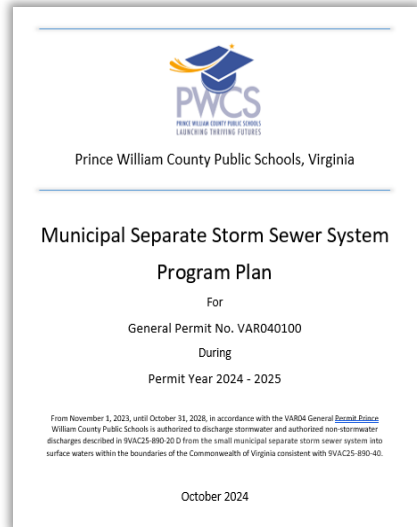 PWCS
PRINCE WILLIAM COUNTY PUBLIC SCHOOLS
LAUNCHING THRIVING FUTURES
Prince William County Public Schools, Virginia
Municipal Separate Storm Sewer System
Program Plan
For
General Permit No. VAR040100
During
Permit Year 2024 - 2025
From November 1, 2023, until October 31, 2028, in accordance with the VAR04 General Permit Prince
William County Public Schools is authorized to discharge stormwater and authorized non-stormwater
discharges described in 9VAC25-890-20 D from the small municipal separate storm sewer system into
surface waters within the boundaries of the Commonwealth of Virginia consistent with 9VAC25-890-40.
October 2024